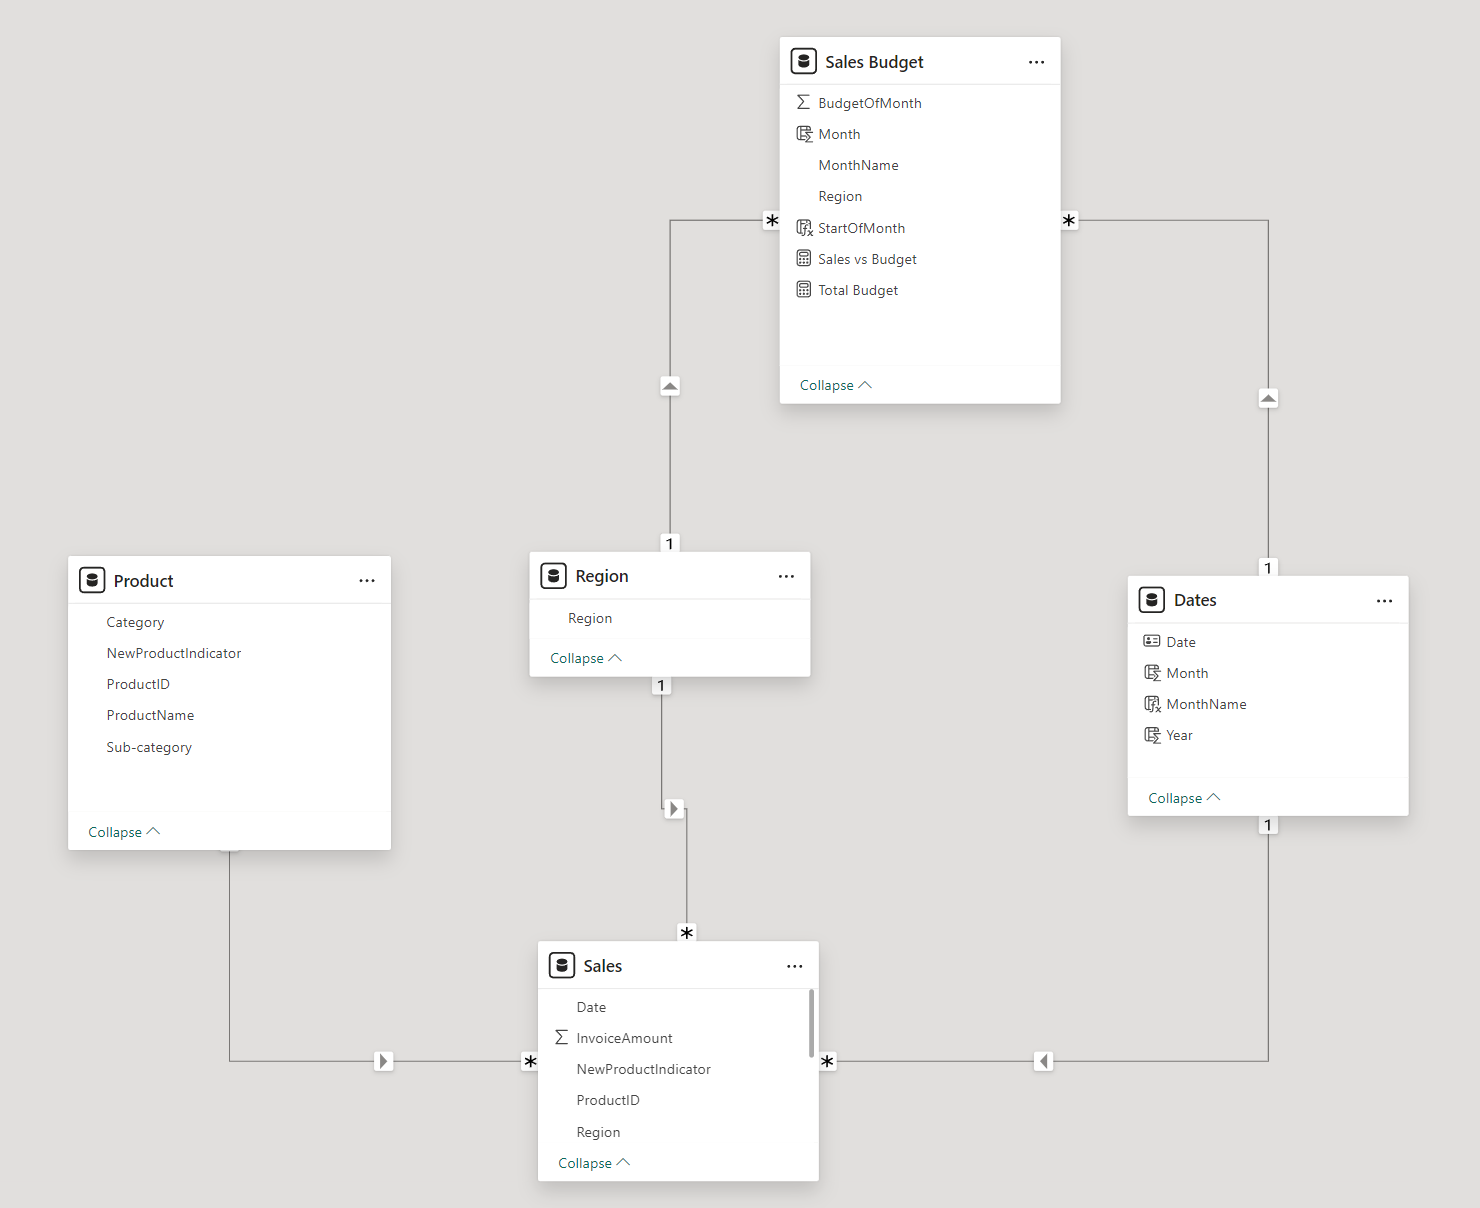 Sales Budget
BudgetOfMonth
Month
MonthName
Region
StartOfMonth
Sales vs Budget
Total Budget
Collapse
*
*
1
1
Product
Category
NewProductIndicator
ProductID
ProductName
Sub-category
Collapse
Region
Region
Collapse
1
Dates
Date
Month
MonthName
Year
Collapse
1
*
Sales
Date
InvoiceAmount
NewProductIndicator
ProductID
Region
Collapse
*
*